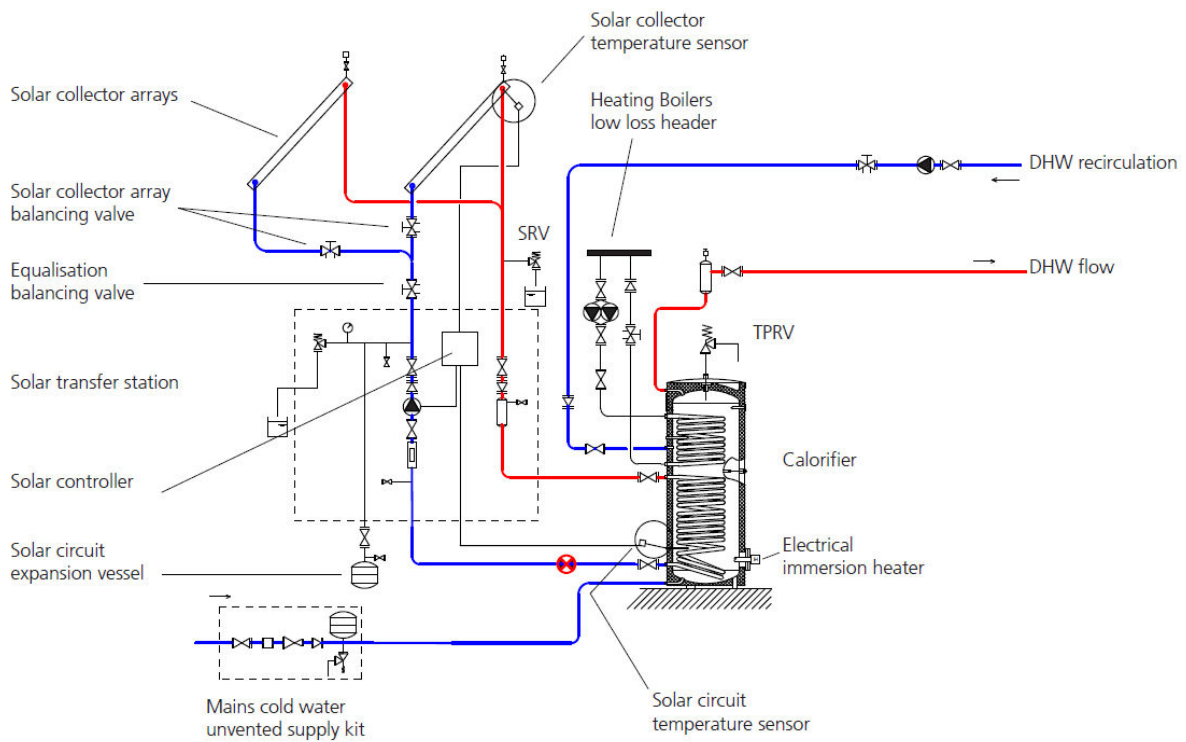 Solar collector
temperature sensor
Solar collector arrays
Heating Boilers
low loss header
DHW recirculation
Solar collector array
balancing valve
SRV
Equalisation
balancing valve
DHW flow
TPRV
Solar transfer station
Calorifier
Solar controller
Solar circuit
expansion vessel
Electrical
immersion heater
Mains cold water
unvented supply kit
Solar circuit
temperature sensor